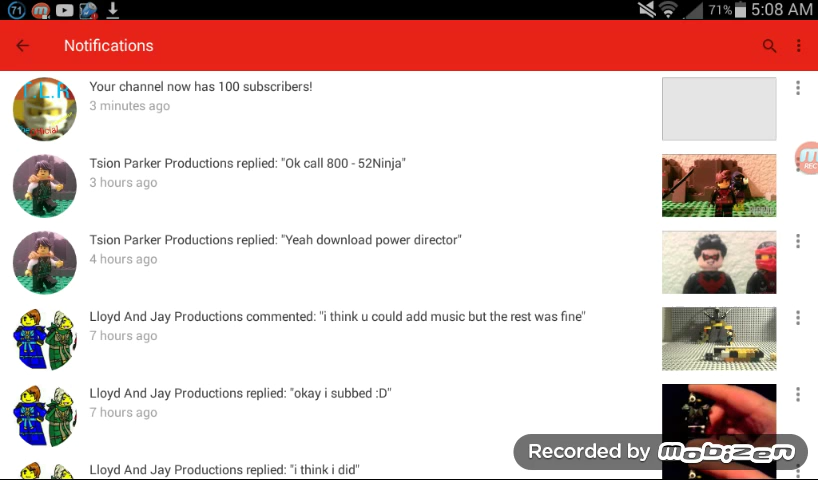 71 71% 5:08 AM
Notifications
Your channel now has 100 subscribers!
3 minutes ago
Tsion Parker Productions replied: "Ok call 800 - 52Ninja"
3 hours ago
Tsion Parker Productions replied: "Yeah download power director"
4 hours ago
Lloyd And Jay Productions commented: "i think u could add music but the rest was fine"
7 hours ago
Lloyd And Jay Productions replied: "okay i subbed :D"
7 hours ago
Lloyd And Jay Productions replied: "i think i did"
REC
Recorded by mobizen